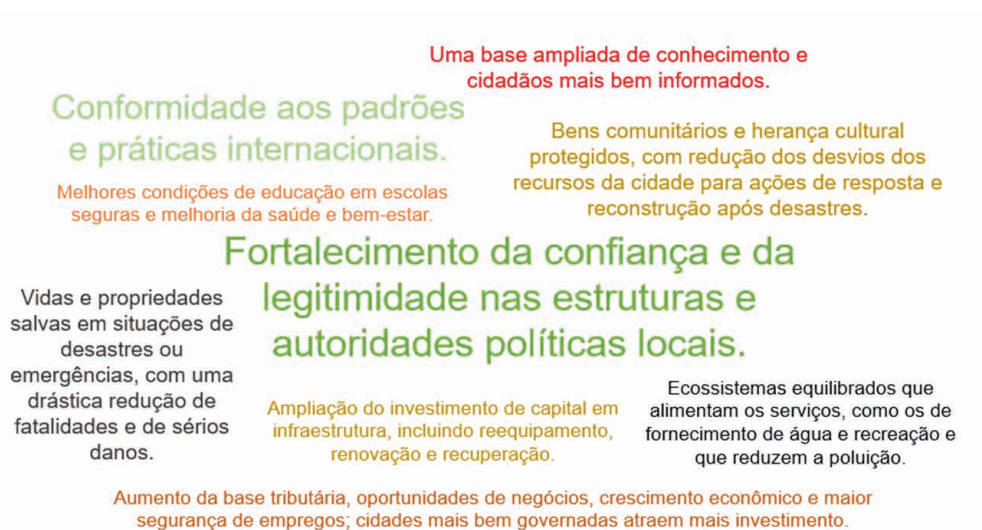 Uma base ampliada de conhecimento e
cidadãos mais bem informados.
Conformidade aos padrões
e práticas internacionais.
Bens comunitários e herança cultural
protegidos, com redução dos desvios dos
recursos da cidade para ações de resposta e
reconstrução após desastres.
Melhores condições de educação em escolas
seguras e melhoria da saúde e bem-estar.
Fortalecimento da confiança e da
legitimidade nas estruturas e
autoridades políticas locais.
Vidas e propriedades
salvas em situações de
desastres ou
emergências, com uma
drástica redução de
fatalidades e de sérios
danos.
Ampliação do investimento de capital em
infraestrutura, incluindo reequipamento,
renovação e recuperação.
Ecossistemas equilibrados que
alimentam os serviços, como os de
fornecimento de água e recreação e
que reduzem a poluição.
Aumento da base tributária, oportunidades de negócios, crescimento econômico e maior
segurança de empregos; cidades mais bem governadas atraem mais investimento.